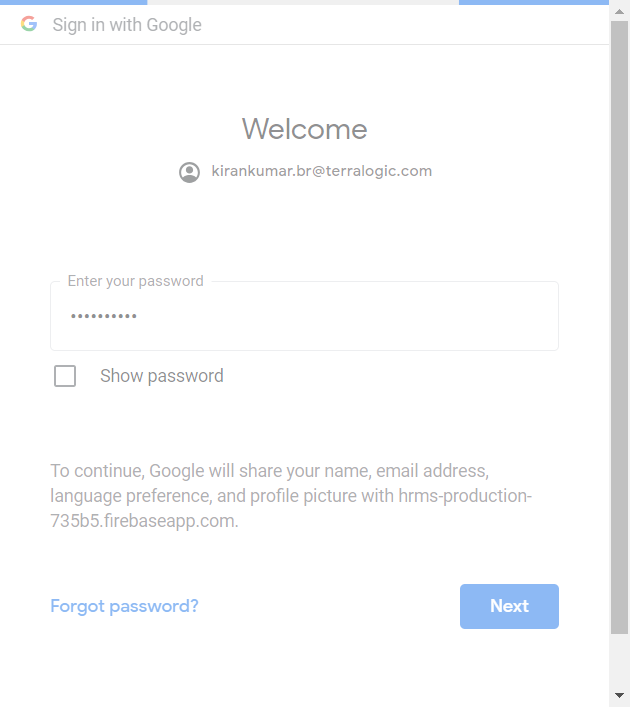 Sign in with Google
Welcome
kirankumar.br@terralogic.com
Enter your password
••••••••••
Show password
To continue, Google will share your name, email address,
language preference, and profile picture with hrms-production-
735b5.firebaseapp.com.
Forgot password?
Next